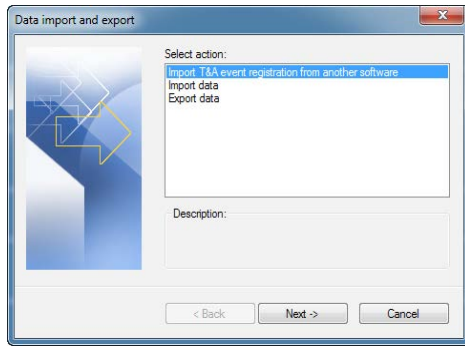 Data import and export
X
Select action:
Import T&A event registration from another software
Import data
Export data
Description:
< Back
Next ->
Cancel